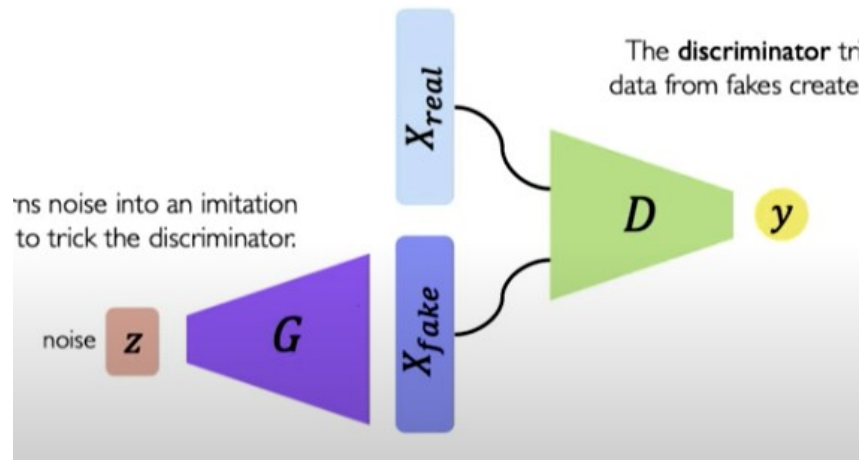 The discriminator tri
data from fakes create
X_real
D
y
rns noise into an imitation
to trick the discriminator.
noise z
G
X_fake